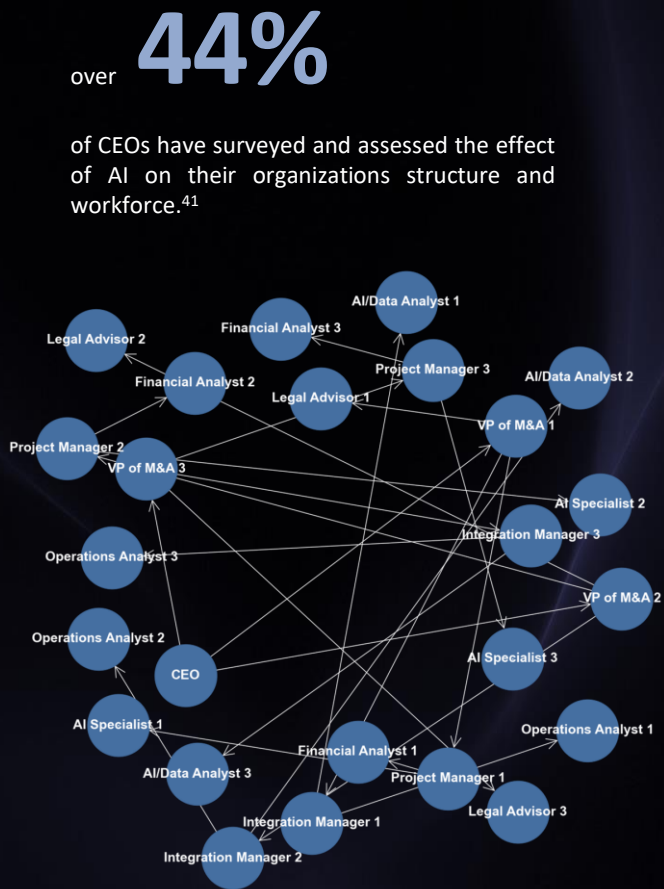 over 44%
of CEOs have surveyed and assessed the effect
of AI on their organizations structure and
workforce.41
AI/Data Analyst 1
Financial Analyst 3
Legal Advisor 2
Project Manager 3
AI/Data Analyst 2
Financial Analyst 2
Legal Advisor 1
VP of M&A 1
Project Manager 2
VP of M&A 3
AI Specialist 2
Integration Manager 3
Operations Analyst 3
VP of M&A 2
Operations Analyst 2
AI Specialist 3
CEO
AI Specialist 1
Operations Analyst 1
Financial Analyst 1
AI/Data Analyst 3
Project Manager 1
Legal Advisor 3
Integration Manager 1
Integration Manager 2